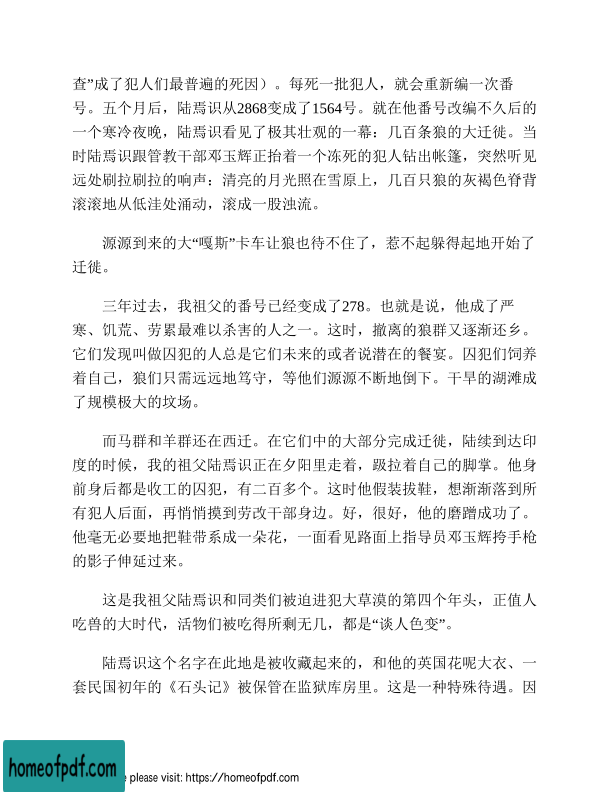 查”成了犯人们最普遍的死因）。每死一批犯人，就会重新编一次番
号。五个月后，陆焉识从2868变成了1564号。就在他番号改编不久后的
一个寒冷夜晚，陆焉识看见了极其壮观的一幕：几百条狼的大迁徙。当
时陆焉识跟管教干部邓玉辉正抬着一个冻死的犯人钻出帐篷，突然听见
远处刷拉刷拉的响声：清亮的月光照在雪原上，几百只狼的灰褐色脊背
滚滚地从低洼处涌动，滚成一股浊流。
源源到来的大“嘎斯”卡车让狼也待不住了，惹不起躲得起地开始了
迁徙。
三年过去，我祖父的番号已经变成了278。也就是说，他成了严
寒、饥荒、劳累最难以杀害的人之一。这时，撤离的狼群又逐渐还乡。
它们发现叫做囚犯的人总是它们未来的或者说潜在的餐宴。囚犯们饲养
着自己，狼们只需远远地笃守，等他们源源不断地倒下。干旱的湖滩成
了规模极大的坟场。
而马群和羊群还在西迁。在它们中的大部分完成迁徙，陆续到达印
度的时候，我的祖父陆焉识正在夕阳里走着，趿拉着自己的脚掌。他身
前身后都是收工的囚犯，有二百多个。这时他假装拔鞋，想渐渐落到所
有犯人后面，再悄悄摸到劳改干部身边。好，很好，他的磨蹭成功了。
他毫无必要地把鞋带系成一朵花，一面看见路面上指导员邓玉辉挎手枪
的影子伸延过来。
这是我祖父陆焉识和同类们被迫进犯大草漠的第四个年头，正值人
吃兽的大时代，活物们被吃得所剩无几，都是“谈人色变”。
陆焉识这个名字在此地是被收藏起来的，和他的英国花呢大衣、一
套民国初年的《石头记》被保管在监狱库房里。这是一种特殊待遇。因
homeofpdf.com
e please visit: https://homeofpdf.com